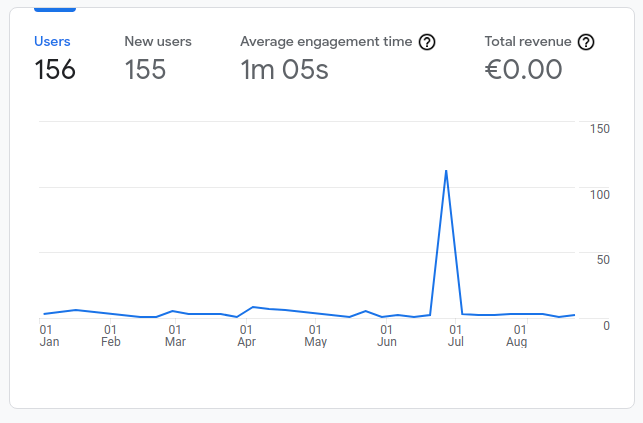 Users New users Average engagement time Total revenue
156 155 1m 05s €0.00
150
100
50
0
01 01 01 01 01 01 01 01
Jan Feb Mar Apr May Jun Jul Aug